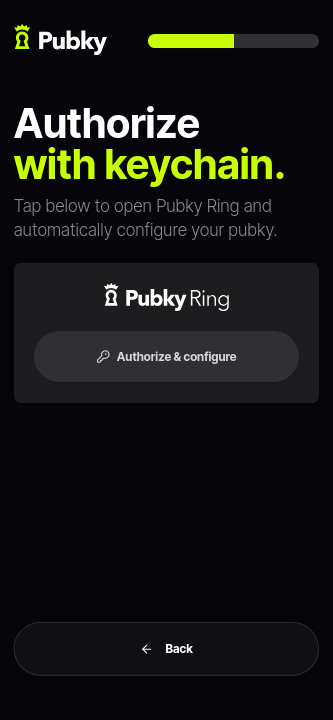 Pubky
Authorize
with keychain.
Tap below to open Pubky Ring and
automatically configure your pubky.
Pubky Ring
Authorize & configure
Back